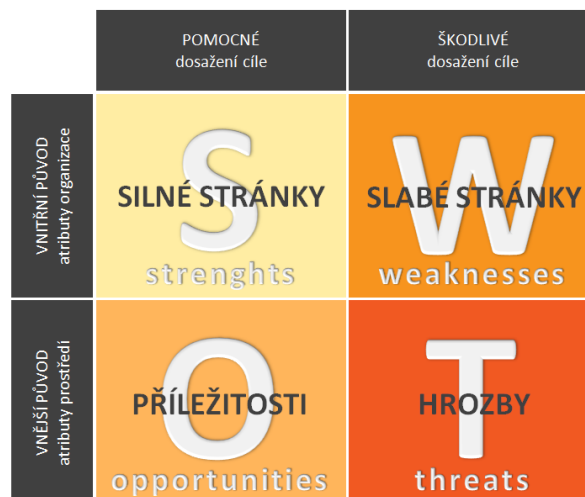 POMOCNÉ
dosažení cíle
ŠKODLIVÉ
dosažení cíle
VNITŘNÍ PŮVOD
atributy organizace
S
SILNÉ STRÁNKY
strenghts
W
SLABÉ STRÁNKY
weaknesses
VNĚJŠÍ PŮVOD
atributy prostředí
O
PŘÍLEŽITOSTI
opportunities
T
HROZBY
threats